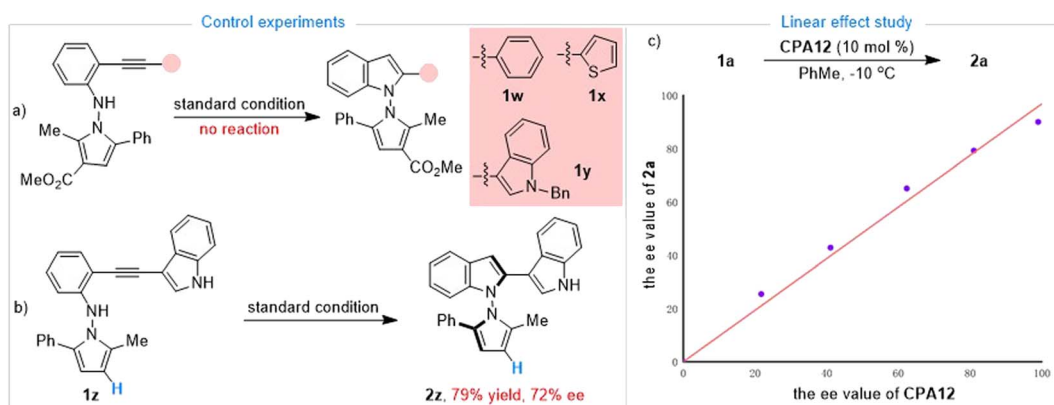 Control experiments
Linear effect study
a)
NH
N
Me
Ph
MeO2C
standard condition
no reaction
N
N
Ph
Me
CO2Me
S
1w
1x
N
Bn
1y
b)
NH
NH
N
Ph
Me
H
1z
standard condition
N
NH
N
Ph
Me
H
2z, 79% yield, 72% ee
c)
CPA12 (10 mol %)
1a
2a
PhMe, -10 °C
the ee value of 2a
100
80
60
40
20
0
0
20
40
60
80
100
the ee value of CPA12